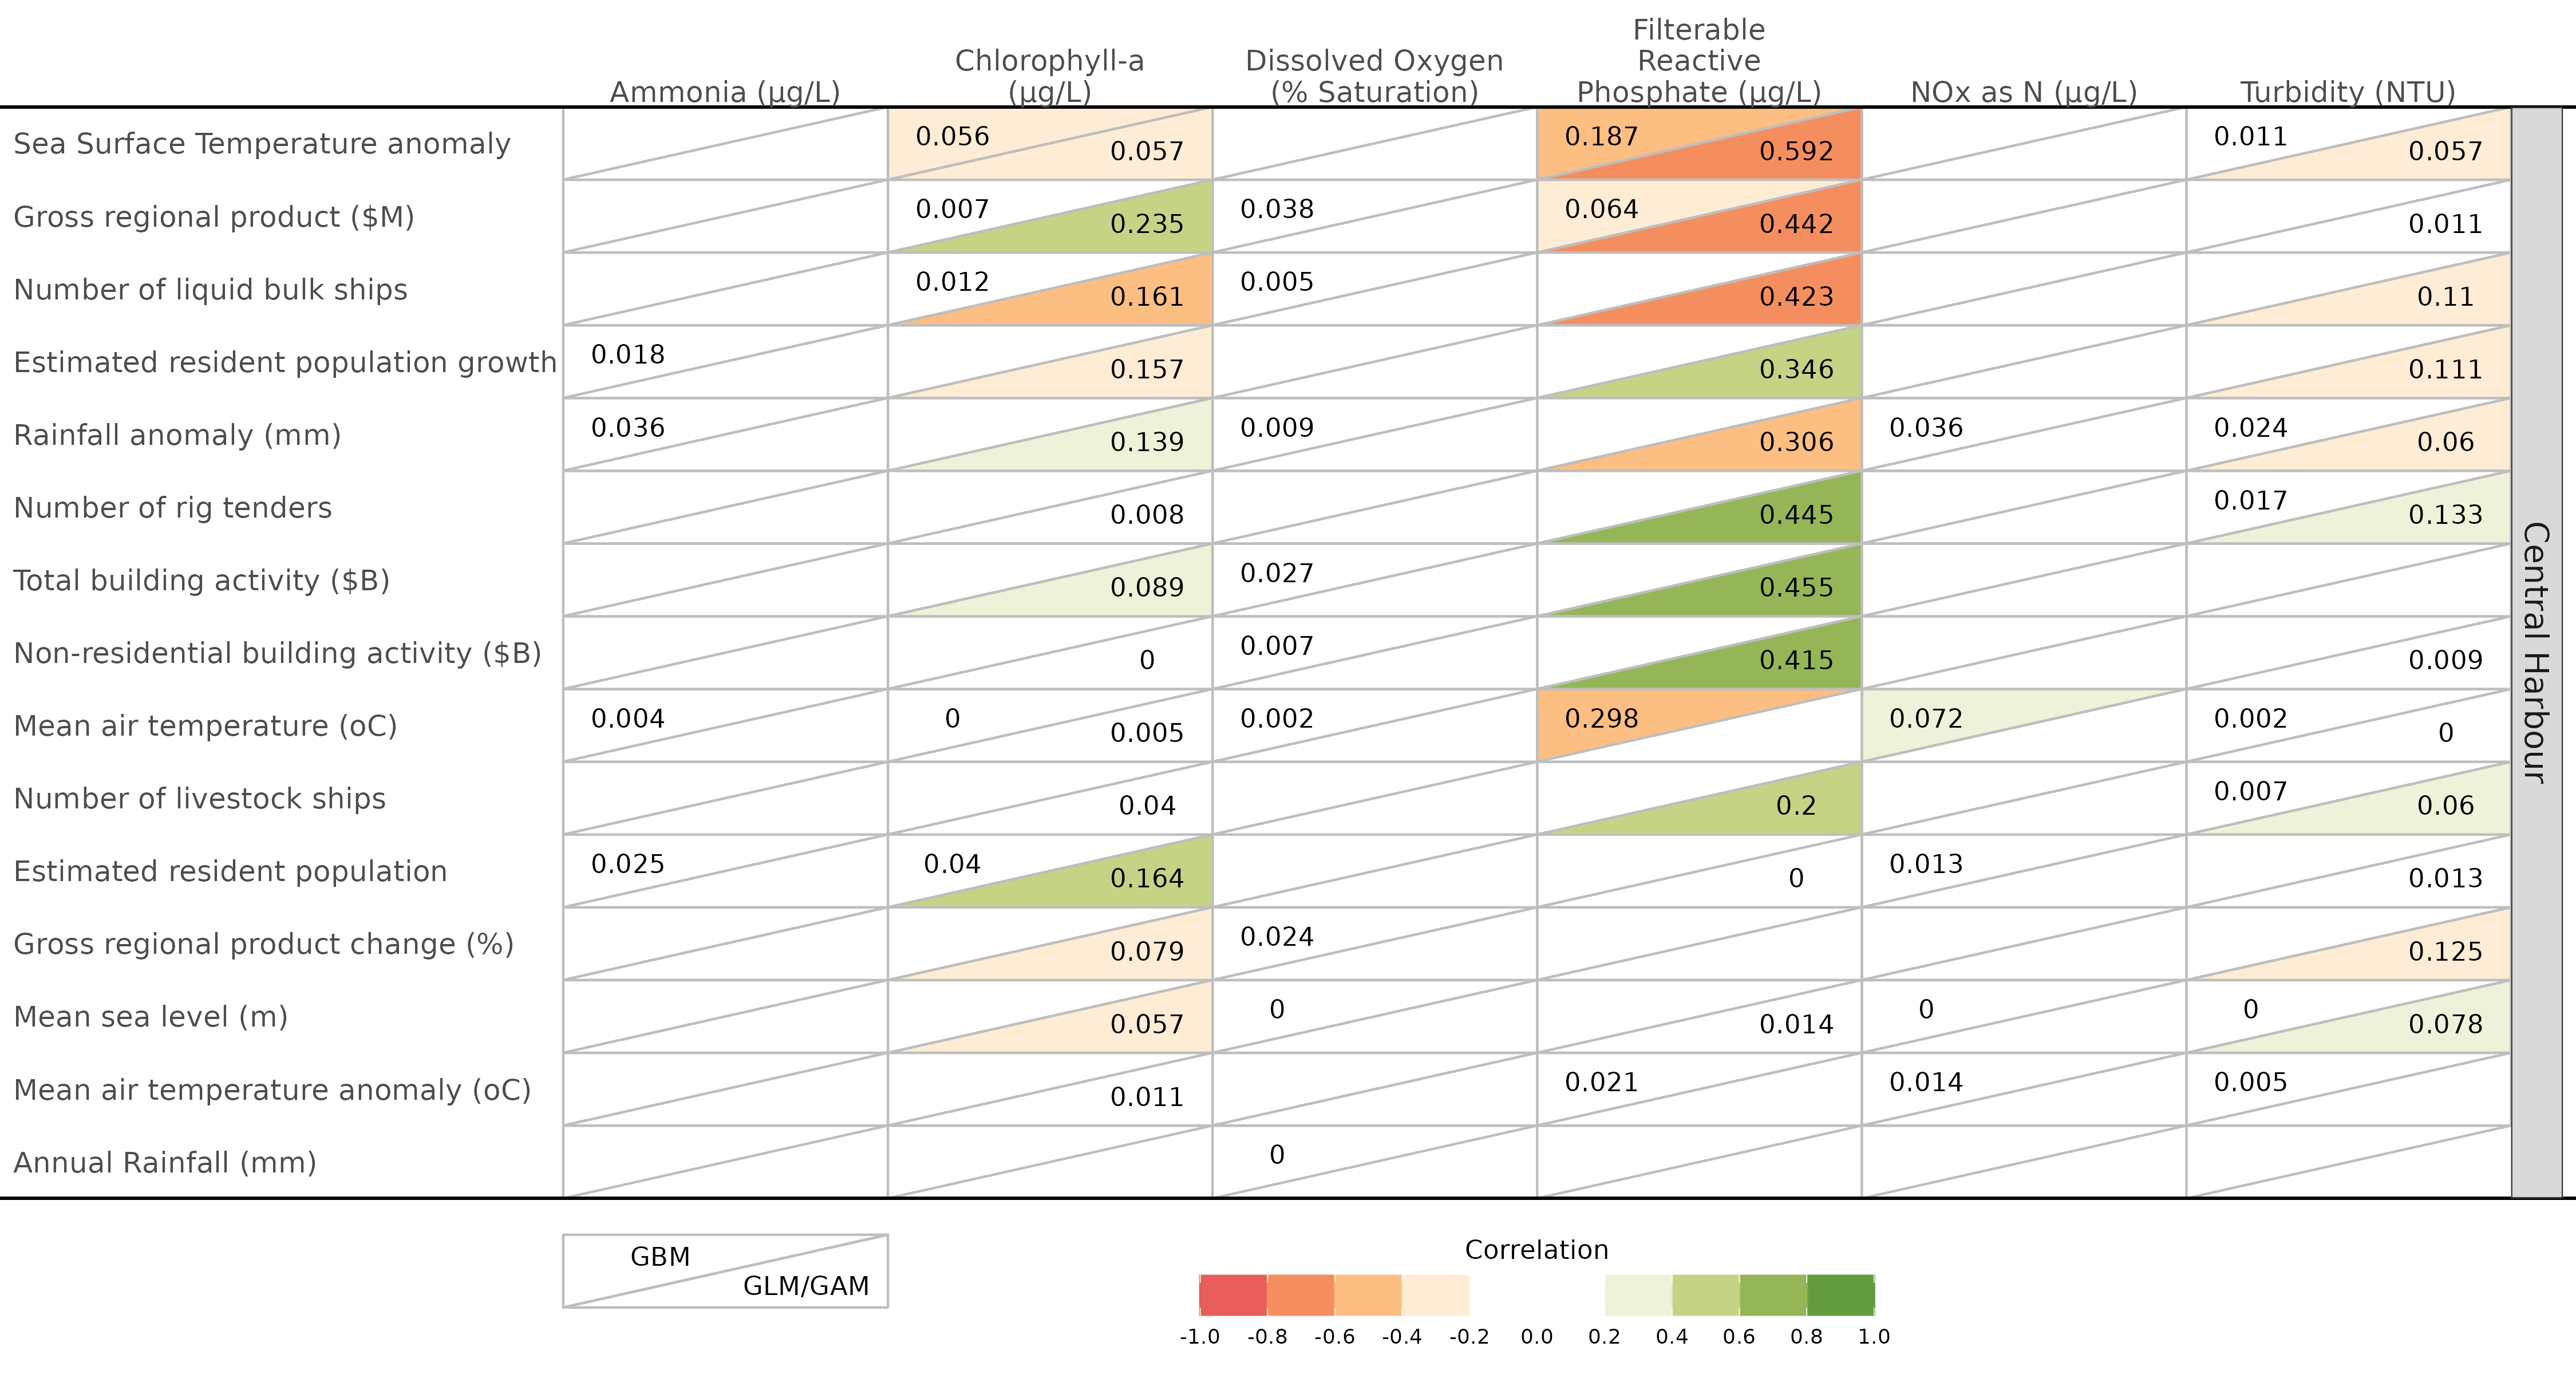 Filterable
Reactive
Chlorophyll-a Dissolved Oxygen
Ammonia (µg/L) (µg/L) (% Saturation) Phosphate (µg/L) NOx as N (µg/L) Turbidity (NTU)
Sea Surface Temperature anomaly 0.056 0.057 0.187 0.592 0.011 0.057
Gross regional product ($M) 0.007 0.235 0.038 0.064 0.442 0.011
Number of liquid bulk ships 0.012 0.161 0.005 0.423 0.11
Estimated resident population growth 0.018 0.157 0.346 0.111
Rainfall anomaly (mm) 0.036 0.139 0.009 0.306 0.036 0.024 0.06
Number of rig tenders 0.008 0.445 0.017 0.133
Total building activity ($B) 0.089 0.027 0.455
Non-residential building activity ($B) 0 0.007 0.415 0.009
Mean air temperature (oC) 0.004 0 0.005 0.002 0.298 0.072 0.002 0
Number of livestock ships 0.04 0.2 0.007 0.06
Estimated resident population 0.025 0.04 0.164 0 0.013 0.013
Gross regional product change (%) 0.079 0.024 0.125
Mean sea level (m) 0.057 0 0.014 0 0 0.078
Mean air temperature anomaly (oC) 0.011 0.021 0.014 0.005
Annual Rainfall (mm) 0
Central Harbour
GBM
GLM/GAM
Correlation
-1.0 -0.8 -0.6 -0.4 -0.2 0.0 0.2 0.4 0.6 0.8 1.0